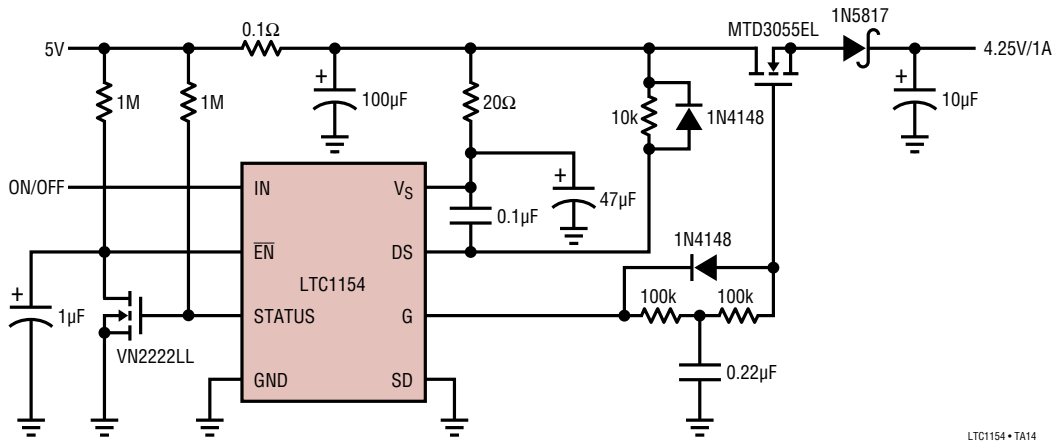 5V
0.1Ω
MTD3055EL
1N5817
4.25V/1A
1M
1M
100µF
20Ω
10k
1N4148
10µF
ON/OFF
IN
VS
47µF
0.1µF
EN
DS
1N4148
LTC1154
1µF
STATUS
G
100k
100k
VN2222LL
GND
SD
0.22µF
LTC1154 • TA14